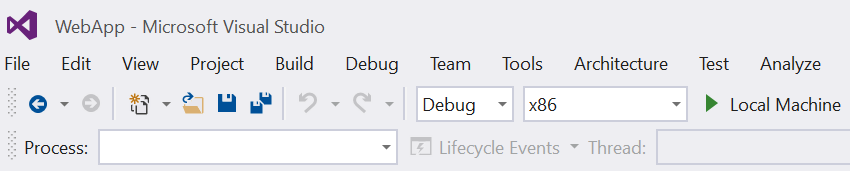 WebApp - Microsoft Visual Studio
File Edit View Project Build Debug Team Tools Architecture Test Analyze
Debug x86 Local Machine
Process: Lifecycle Events Thread: